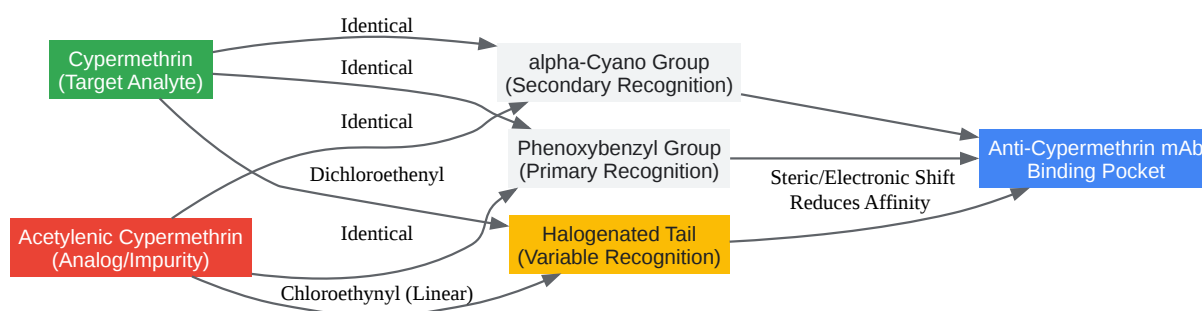 Identical
Cypermethrin
(Target Analyte)
alpha-Cyano Group
(Secondary Recognition)
Identical
Identical
Phenoxybenzyl Group
(Primary Recognition)
Anti-Cypermethrin mAb
Binding Pocket
Dichloroethenyl
Steric/Electronic Shift
Reduces Affinity
Acetylenic Cypermethrin
(Analog/Impurity)
Identical
Halogenated Tail
(Variable Recognition)
Chloroethynyl (Linear)